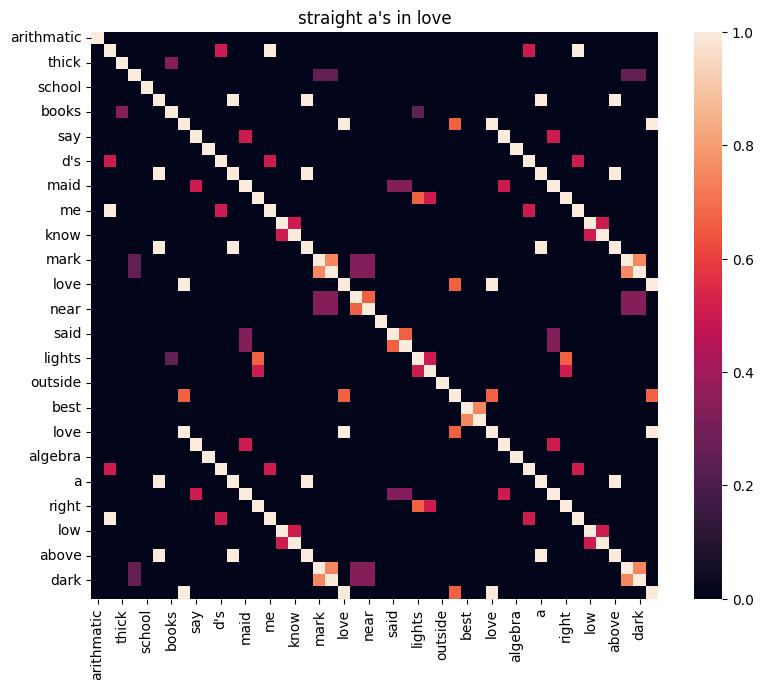 straight a's in love
arithmatic
thick
school
books
say
d's
maid
me
know
mark
love
near
said
lights
outside
best
love
algebra
a
right
low
above
dark
1.0
0.8
0.6
0.4
0.2
0.0
arithmatic
thick
school
books
say
d's
maid
me
know
mark
love
near
said
lights
outside
best
love
algebra
a
right
low
above
dark